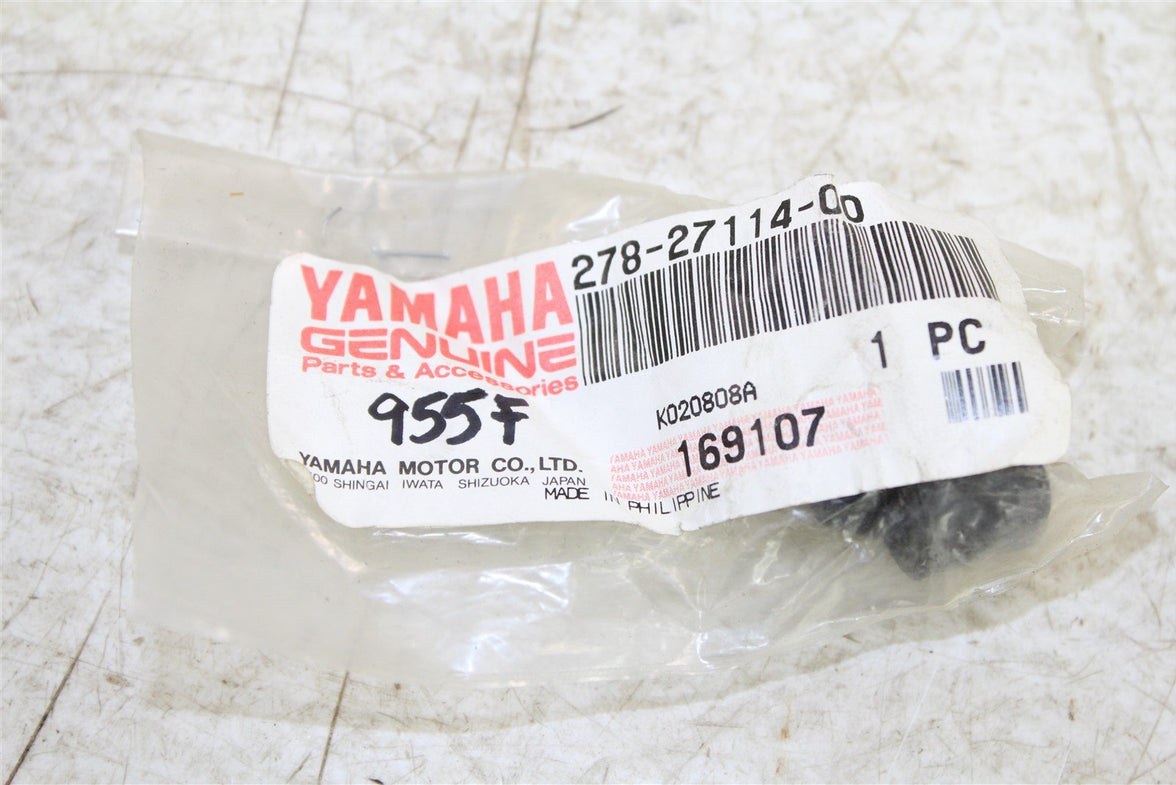 278-27114-00
YAMAHA
GENUINE
Parts & Accessories
1 PC
955F
K020808A
169107
YAMAHA MOTOR CO., LTD.
00 SHINGAI IWATA SHIZUOKA JAPAN
MADE IN PHILIPPINE